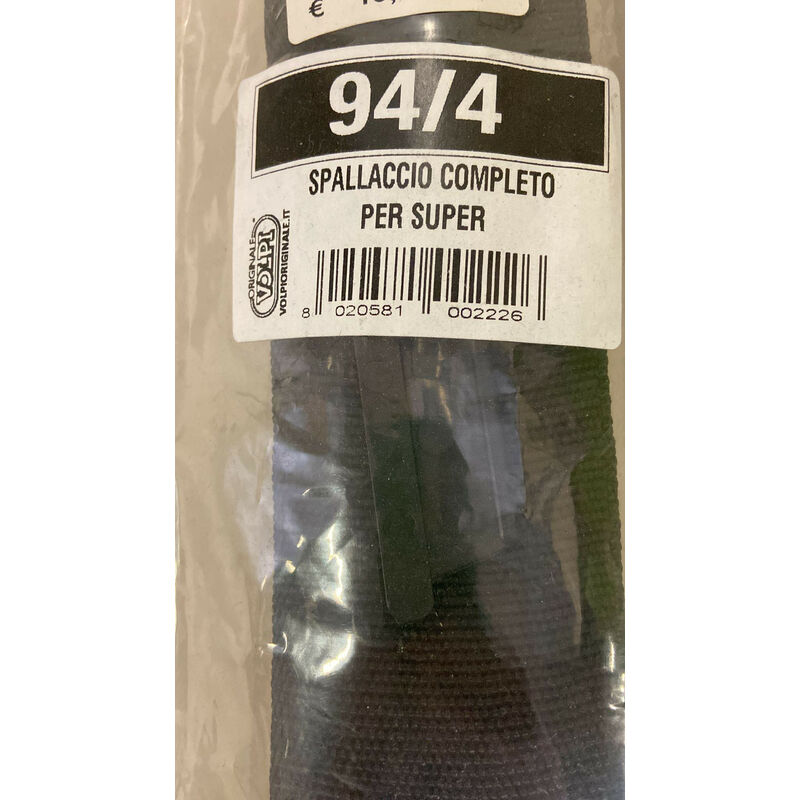 €
94/4
SPALLACCIO COMPLETO
PER SUPER
ORIGINALE
VOLPI
VOLPIORIGINALE.IT
8 020581 002226